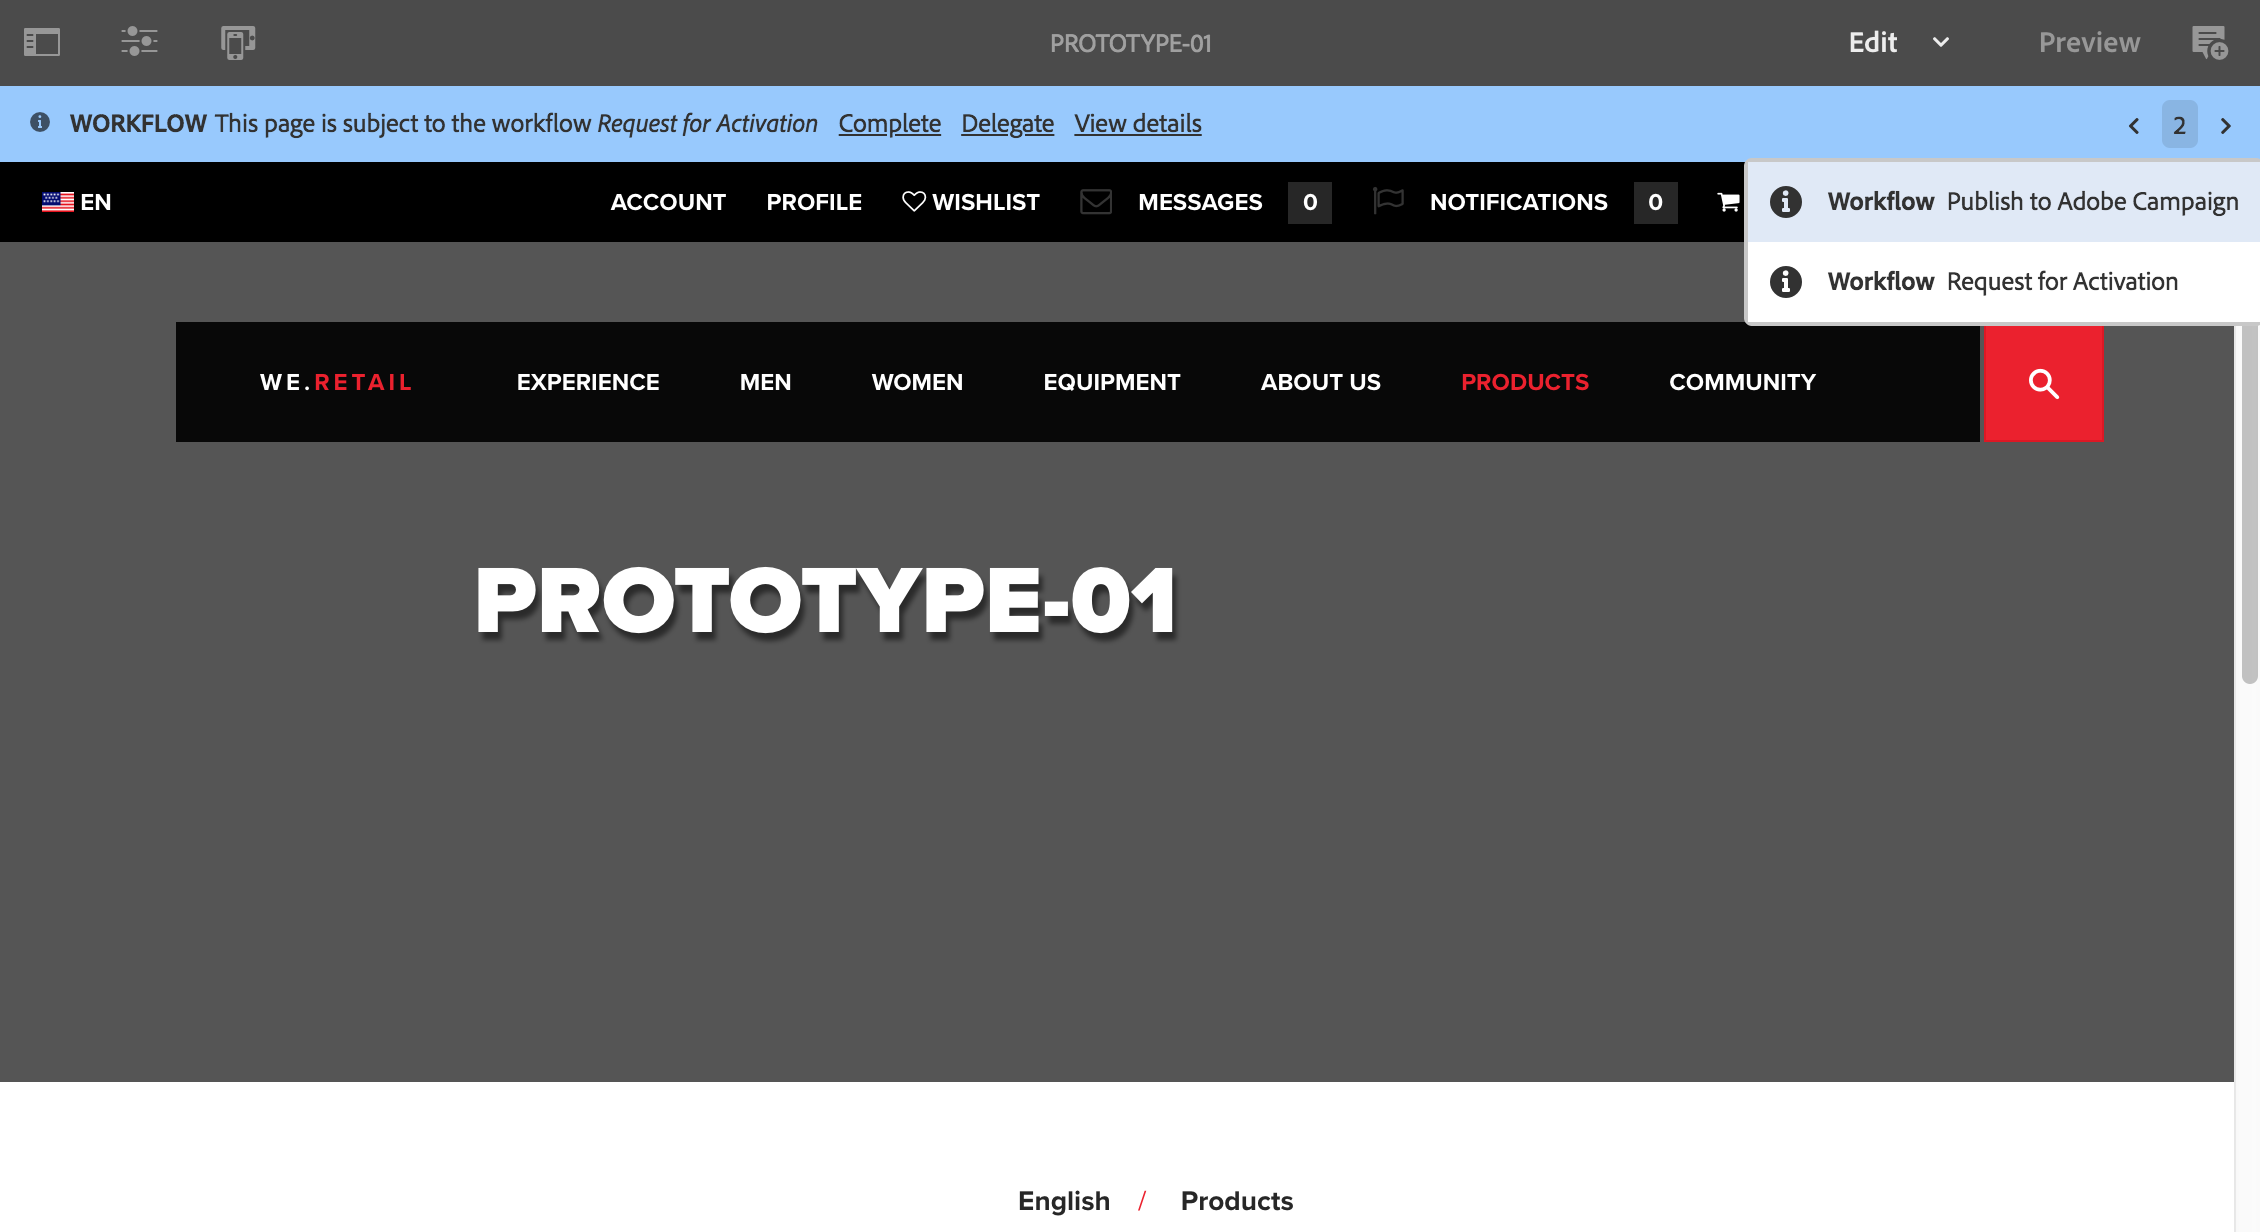 PROTOTYPE-01
Edit
Preview
WORKFLOW This page is subject to the workflow Request for Activation Complete Delegate View details
2
EN
ACCOUNT PROFILE WISHLIST MESSAGES 0 NOTIFICATIONS 0
Workflow Publish to Adobe Campaign
Workflow Request for Activation
WE.RETAIL EXPERIENCE MEN WOMEN EQUIPMENT ABOUT US PRODUCTS COMMUNITY
PROTOTYPE-01
English / Products